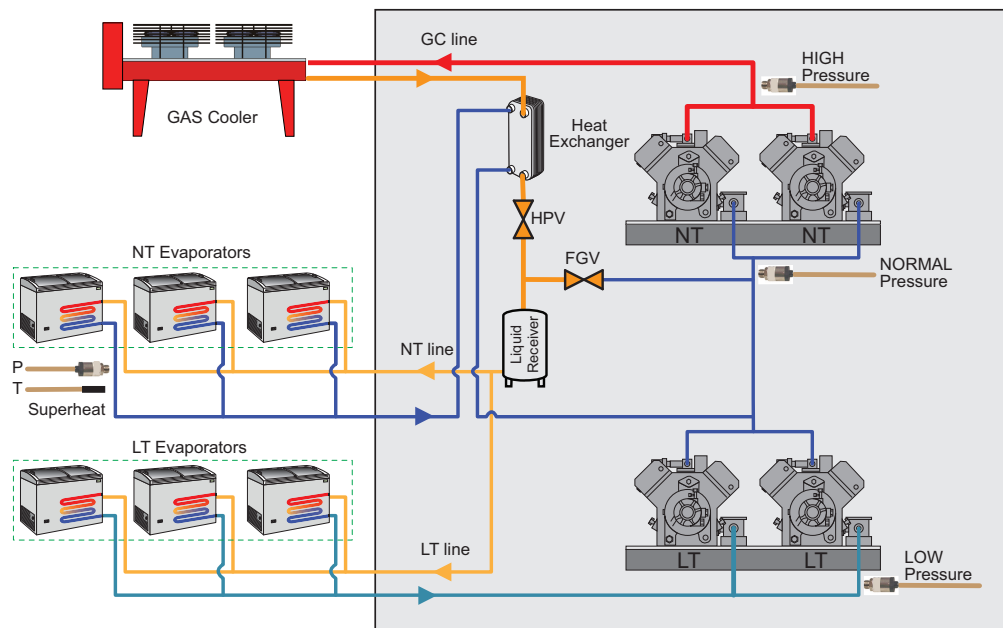 GC line
HIGH
Pressure
GAS Cooler
Heat
Exchanger
HPV
NT
NT
FGV
NORMAL
Pressure
NT Evaporators
Liquid
Receiver
NT line
P
T
Superheat
LT Evaporators
LT line
LT
LT
LOW
Pressure